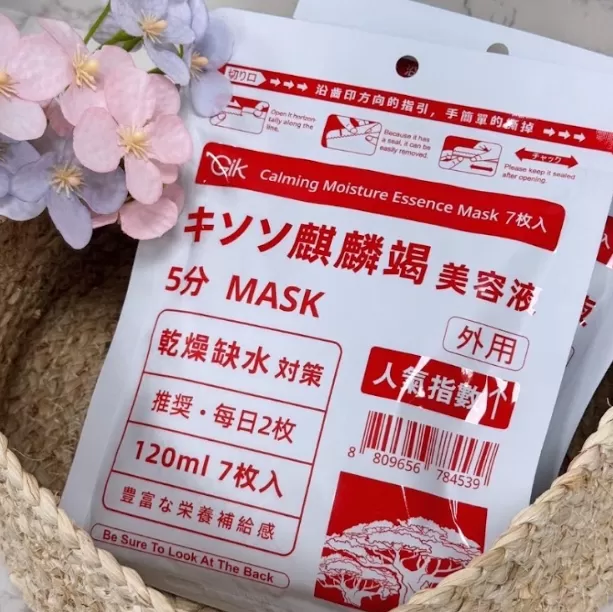 切り口 →→→ 沿齒印方向的指引，手簡單的撕掉 →→→
Open it horizon-
tally along the
line.
Because it has
a seal, it can be
easily removed.
チャック
Please keep it sealed
after opening.
Qik Calming Moisture Essence Mask 7枚入
キソソ麒麟竭 美容液
5分 MASK
外用
乾燥缺水 対策
推奨・毎日2枚
120ml 7枚入
豊富な栄養補給感
人氣指數↑
8 809656 784539
Be Sure To Look At The Back
液